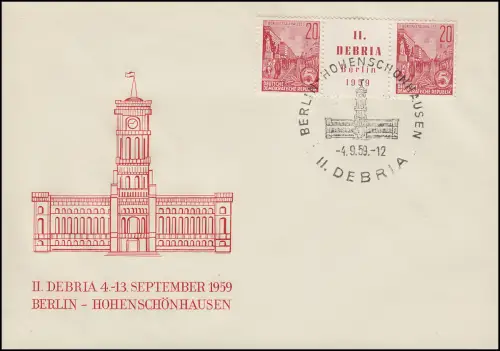 20
II.
DEBRIA
Berlin
1959
20
DEUTSCHE
DEMOKRATISCHE REPUBLIK
DEUTSCHE
DEMOKRATISCHE REPUBLIK
BERLIN-HOHENSCHÖNHAUSEN
-4.9.59.-12
II. DEBRIA
II. DEBRIA 4.-13. SEPTEMBER 1959
BERLIN - HOHENSCHÖNHAUSEN